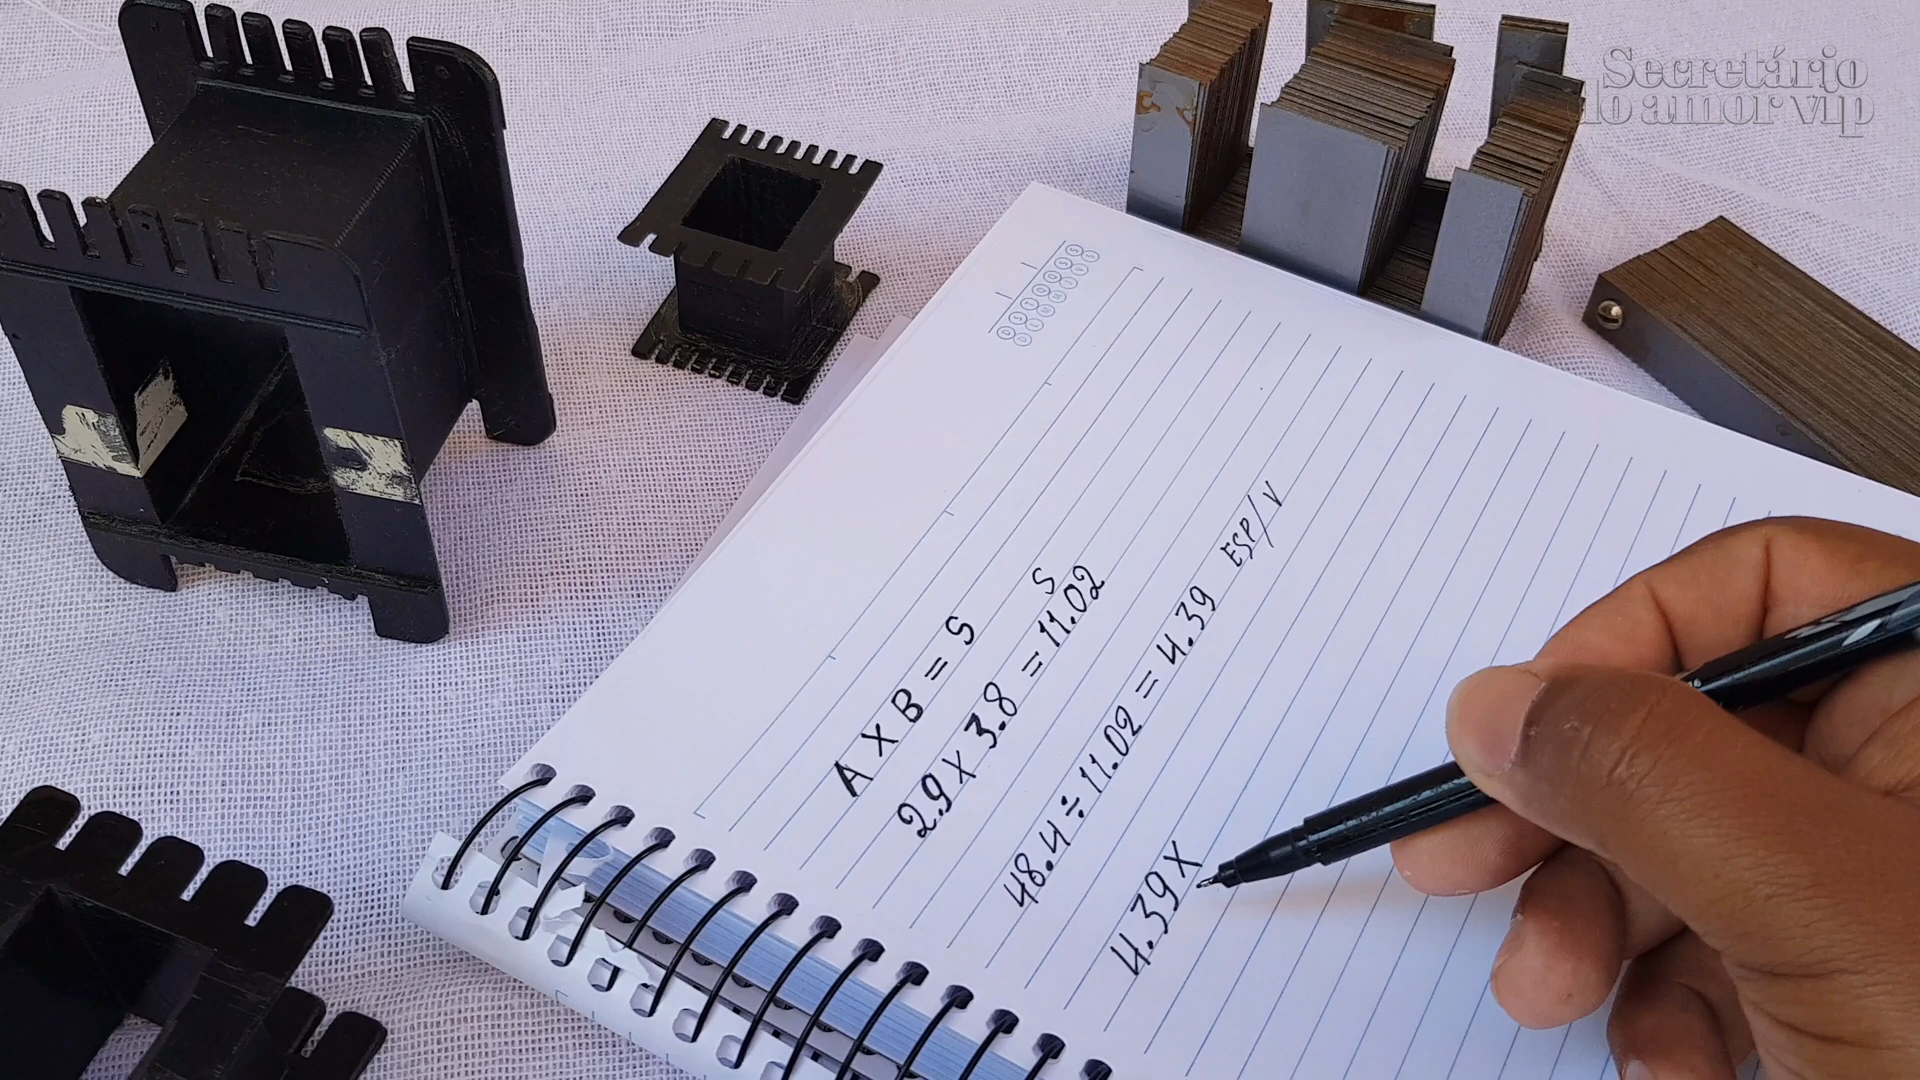 Secretário
do amor vip
A X B = S
S
2.9 X 3.8 = 11.02
48.4 ÷ 11.02 = 4.39 ESP/V
4.39 X